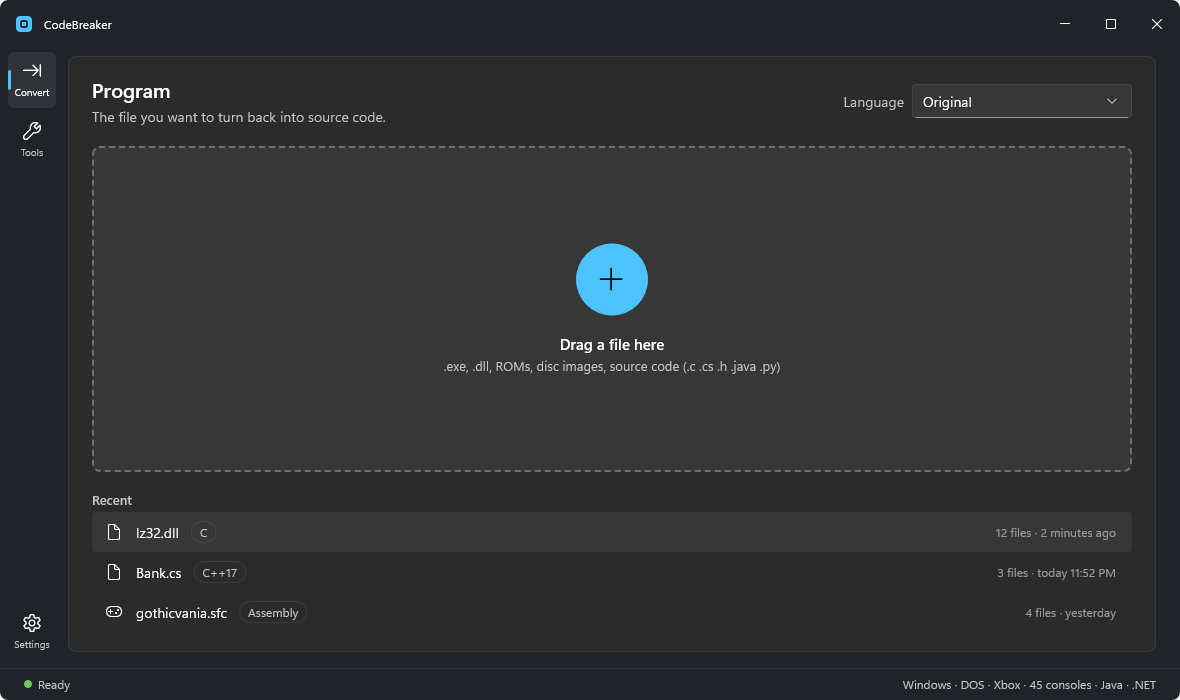 CodeBreaker
Convert
Tools
Program
The file you want to turn back into source code.
Language
Original
Drag a file here
.exe, .dll, ROMs, disc images, source code (.c .cs .h .java .py)
Recent
lz32.dll C 12 files · 2 minutes ago
Bank.cs C++17 3 files · today 11:52 PM
gothicvania.sfc Assembly 4 files · yesterday
Settings
Ready
Windows · DOS · Xbox · 45 consoles · Java · .NET